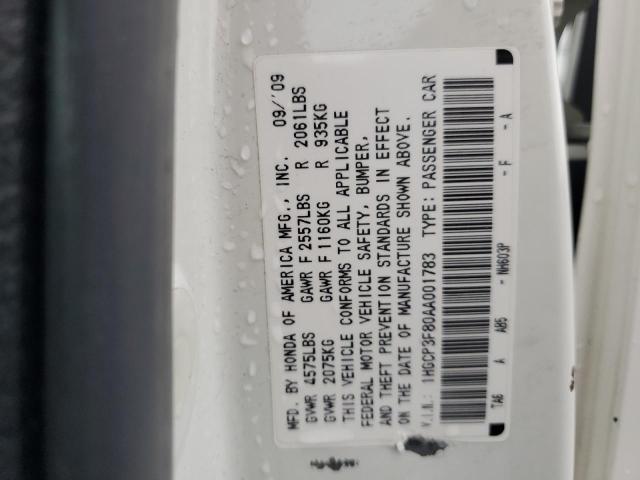 MFD. BY HONDA OF AMERICA MFG., INC. 09/'09
GVWR 4575LBS GAWR F 2557LBS R 2061LBS
GVWR 2075KG GAWR F 1160KG R 935KG
THIS VEHICLE CONFORMS TO ALL APPLICABLE
FEDERAL MOTOR VEHICLE SAFETY, BUMPER,
AND THEFT PREVENTION STANDARDS IN EFFECT
ON THE DATE OF MANUFACTURE SHOWN ABOVE.
V.I.N.: 1HGCP3F80AA001783 TYPE: PASSENGER CAR
TA6 A AB5 - NH603P - F - A